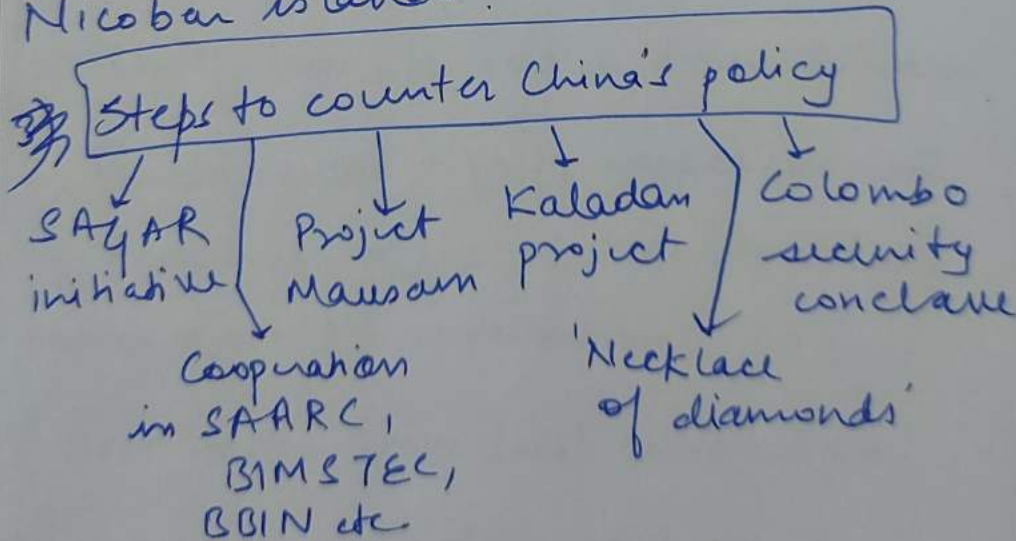 Nicobar
Steps to counter China's policy
SAGAR
initiative
Project
Mausam
Kaladan
project
Colombo
security
conclave
Cooperation
in SAARC,
BIMSTEC,
BBIN etc.
'Necklace
of diamonds'